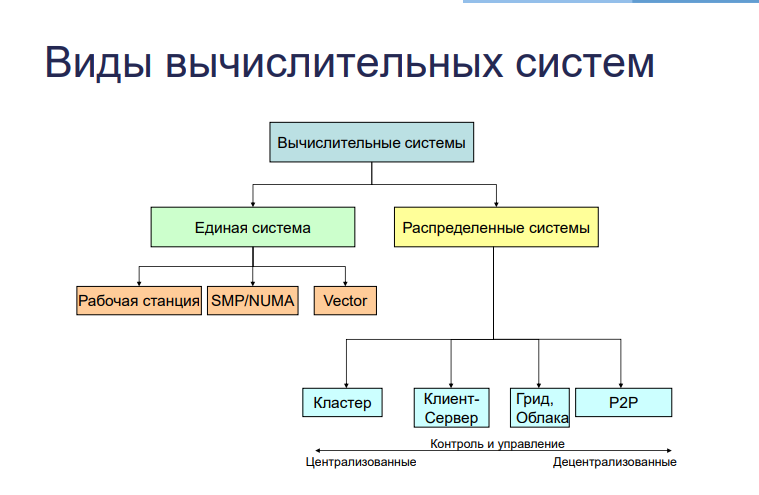 Виды вычислительных систем
Вычислительные системы
Единая система
Распределенные системы
Рабочая станция
SMP/NUMA
Vector
Кластер
Клиент-
Сервер
Грид,
Облака
P2P
Контроль и управление
Централизованные
Децентрализованные